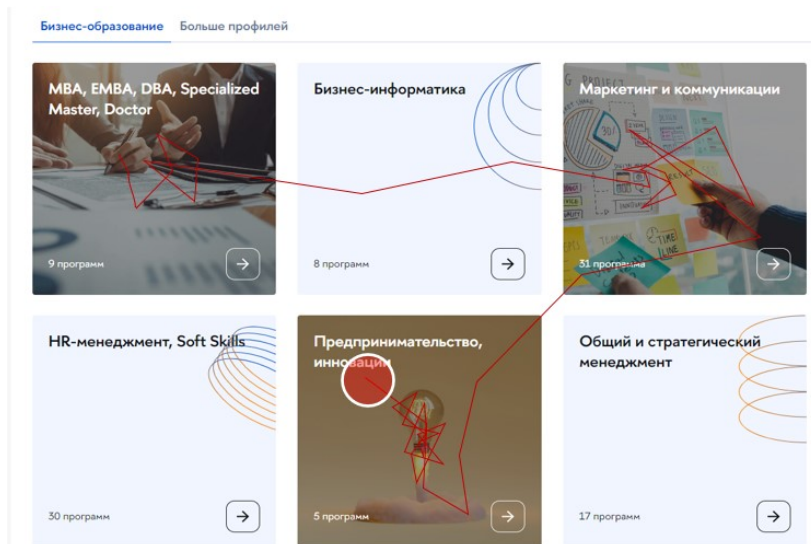 Бизнес-образование Больше профилей
MBA, EMBA, DBA, Specialized
Master, Doctor
9 программ
Бизнес-информатика
8 программ
Маркетинг и коммуникации
31 программа
HR-менеджмент, Soft Skills
30 программ
Предпринимательство,
инновации
5 программ
Общий и стратегический
менеджмент
17 программ